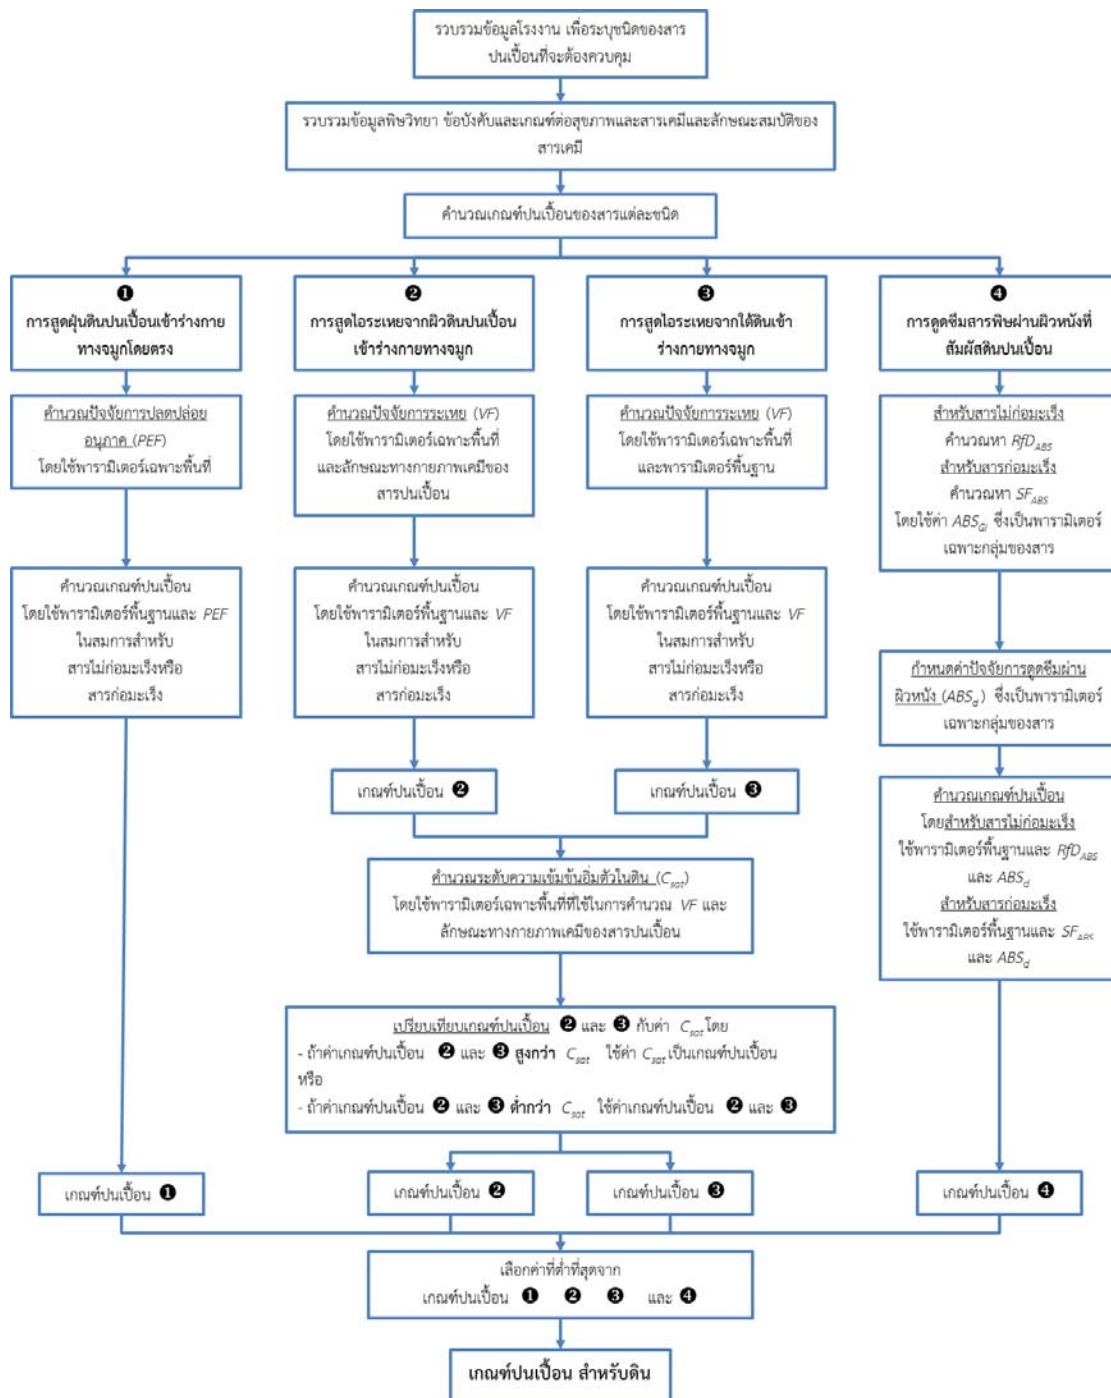 รวบรวมข้อมูลโรงงาน เพื่อระบุชนิดของสาร
ปนเปื้อนที่จะต้องควบคุม
รวบรวมข้อมูลพิษวิทยา ข้อบังคับและเกณฑ์ต่อสุขภาพและสารเคมีและลักษณะสมบัติของ
สารเคมี
คำนวณเกณฑ์ปนเปื้อนของสารแต่ละชนิด
❶
การสูดฝุ่นดินปนเปื้อนเข้าร่างกาย
ทางจมูกโดยตรง
คำนวณปัจจัยการปลดปล่อย
อนุภาค (PEF)
โดยใช้พารามิเตอร์เฉพาะพื้นที่
คำนวณเกณฑ์ปนเปื้อน
โดยใช้พารามิเตอร์พื้นฐานและ PEF
ในสมการสำหรับ
สารไม่ก่อมะเร็งหรือ
สารก่อมะเร็ง
❷
การสูดไอระเหยจากผิวดินปนเปื้อน
เข้าร่างกายทางจมูก
คำนวณปัจจัยการระเหย (VF)
โดยใช้พารามิเตอร์เฉพาะพื้นที่
และลักษณะทางกายภาพเคมีของ
สารปนเปื้อน
คำนวณเกณฑ์ปนเปื้อน
โดยใช้พารามิเตอร์พื้นฐานและ VF
ในสมการสำหรับ
สารไม่ก่อมะเร็งหรือ
สารก่อมะเร็ง
เกณฑ์ปนเปื้อน ❷
❸
การสูดไอระเหยจากใต้ดินเข้า
ร่างกายทางจมูก
คำนวณปัจจัยการระเหย (VF)
โดยใช้พารามิเตอร์เฉพาะพื้นที่
และพารามิเตอร์พื้นฐาน
คำนวณเกณฑ์ปนเปื้อน
โดยใช้พารามิเตอร์พื้นฐานและ VF
ในสมการสำหรับ
สารไม่ก่อมะเร็งหรือ
สารก่อมะเร็ง
เกณฑ์ปนเปื้อน ❸
❹
การดูดซึมสารพิษผ่านผิวหนังที่
สัมผัสดินปนเปื้อน
สำหรับสารไม่ก่อมะเร็ง
คำนวณหา RfD_ABS
สำหรับสารก่อมะเร็ง
คำนวณหา SF_ABS
โดยใช้ค่า ABS_GI ซึ่งเป็นพารามิเตอร์
เฉพาะกลุ่มของสาร
กำหนดค่าปัจจัยการดูดซึมผ่าน
ผิวหนัง (ABS_d) ซึ่งเป็นพารามิเตอร์
เฉพาะกลุ่มของสาร
คำนวณเกณฑ์ปนเปื้อน
โดยสำหรับสารไม่ก่อมะเร็ง
ใช้พารามิเตอร์พื้นฐานและ RfD_ABS
และ ABS_d
สำหรับสารก่อมะเร็ง
ใช้พารามิเตอร์พื้นฐานและ SF_ABS
และ ABS_d
คำนวณระดับความเข้มข้นอิ่มตัวในดิน (C_sat)
โดยใช้พารามิเตอร์เฉพาะพื้นที่ที่ใช้ในการคำนวณ VF และ
ลักษณะทางกายภาพเคมีของสารปนเปื้อน
เปรียบเทียบเกณฑ์ปนเปื้อน ❷ และ ❸ กับค่า C_sat โดย
- ถ้าค่าเกณฑ์ปนเปื้อน ❷ และ ❸ สูงกว่า C_sat ใช้ค่า C_sat เป็นเกณฑ์ปนเปื้อน
หรือ
- ถ้าค่าเกณฑ์ปนเปื้อน ❷ และ ❸ ต่ำกว่า C_sat ใช้ค่าเกณฑ์ปนเปื้อน ❷ และ ❸
เกณฑ์ปนเปื้อน ❶
เกณฑ์ปนเปื้อน ❷
เกณฑ์ปนเปื้อน ❸
เกณฑ์ปนเปื้อน ❹
เลือกค่าที่ต่ำที่สุดจาก
เกณฑ์ปนเปื้อน ❶ ❷ ❸ และ ❹
เกณฑ์ปนเปื้อน สำหรับดิน